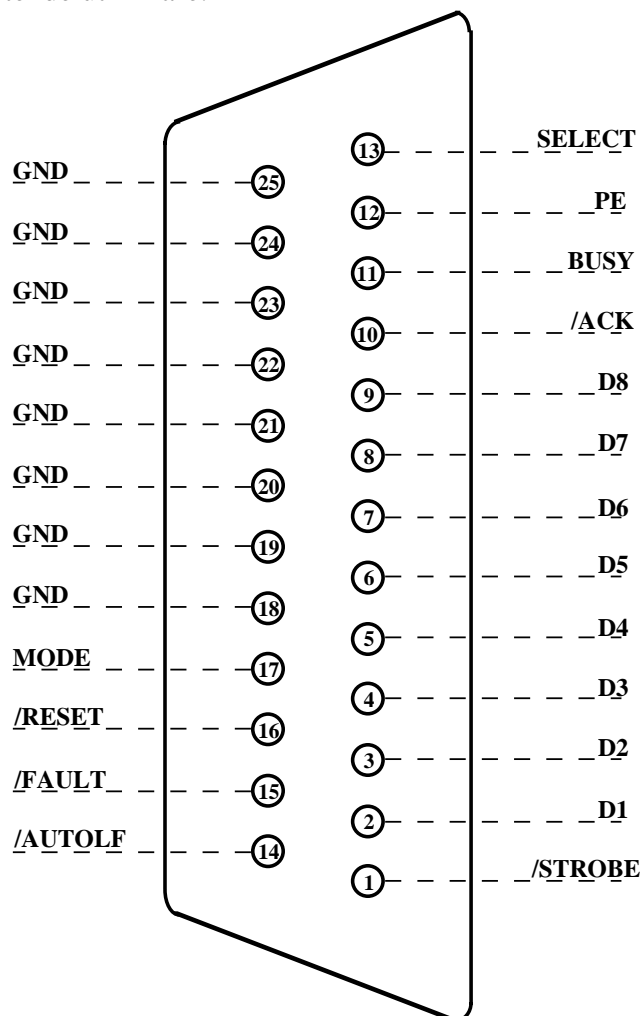 SELECT
13
GND
25
PE
12
GND
24
BUSY
11
GND
23
/ACK
10
GND
22
D8
9
GND
21
D7
8
GND
20
D6
7
GND
19
D5
6
GND
18
D4
5
MODE
17
D3
4
/RESET
16
D2
3
/FAULT
15
D1
2
/AUTOLF
14
/STROBE
1